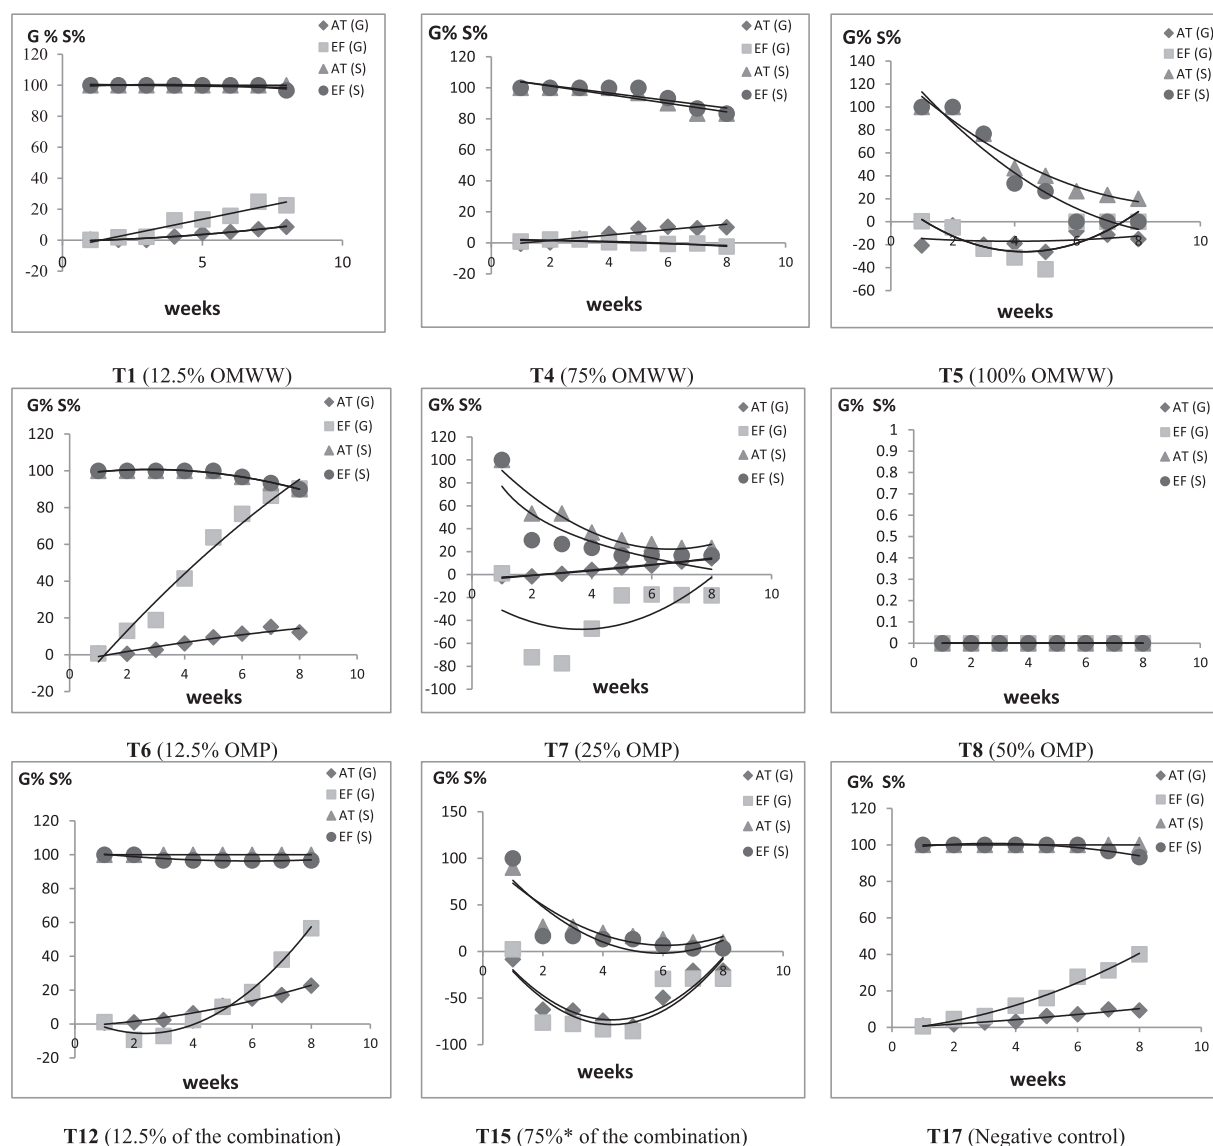 G % S%
AT (G)
EF (G)
AT (S)
EF (S)
120
100
80
60
40
20
0
-20
0 5 10
weeks
T1 (12.5% OMWW)
G% S%
AT (G)
EF (G)
AT (S)
EF (S)
120
100
80
60
40
20
0
-20
0 2 4 6 8 10
weeks
T4 (75% OMWW)
G% S%
AT (G)
EF (G)
AT (S)
EF (S)
140
120
100
80
60
40
20
0
-20
-40
-60
0 2 4 6 8 10
weeks
T5 (100% OMWW)
G% S%
AT (G)
EF (G)
AT (S)
EF (S)
120
100
80
60
40
20
0
-20
0 2 4 6 8 10
weeks
T6 (12.5% OMP)
G% S%
AT (G)
EF (G)
AT (S)
EF (S)
120
100
80
60
40
20
0
-20
-40
-60
-80
-100
0 2 4 6 8 10
weeks
T7 (25% OMP)
G% S%
AT (G)
EF (G)
AT (S)
EF (S)
1
0.9
0.8
0.7
0.6
0.5
0.4
0.3
0.2
0.1
0
0 2 4 6 8 10
weeks
T8 (50% OMP)
G% S%
AT (G)
EF (G)
AT (S)
EF (S)
120
100
80
60
40
20
0
-20
0 2 4 6 8 10
weeks
T12 (12.5% of the combination)
G% S%
AT (G)
EF (G)
AT (S)
EF (S)
150
100
50
0
-50
-100
0 2 4 6 8 10
weeks
T15 (75%* of the combination)
G% S%
AT (G)
EF (G)
AT (S)
EF (S)
120
100
80
60
40
20
0
0 2 4 6 8 10
weeks
T17 (Negative control)